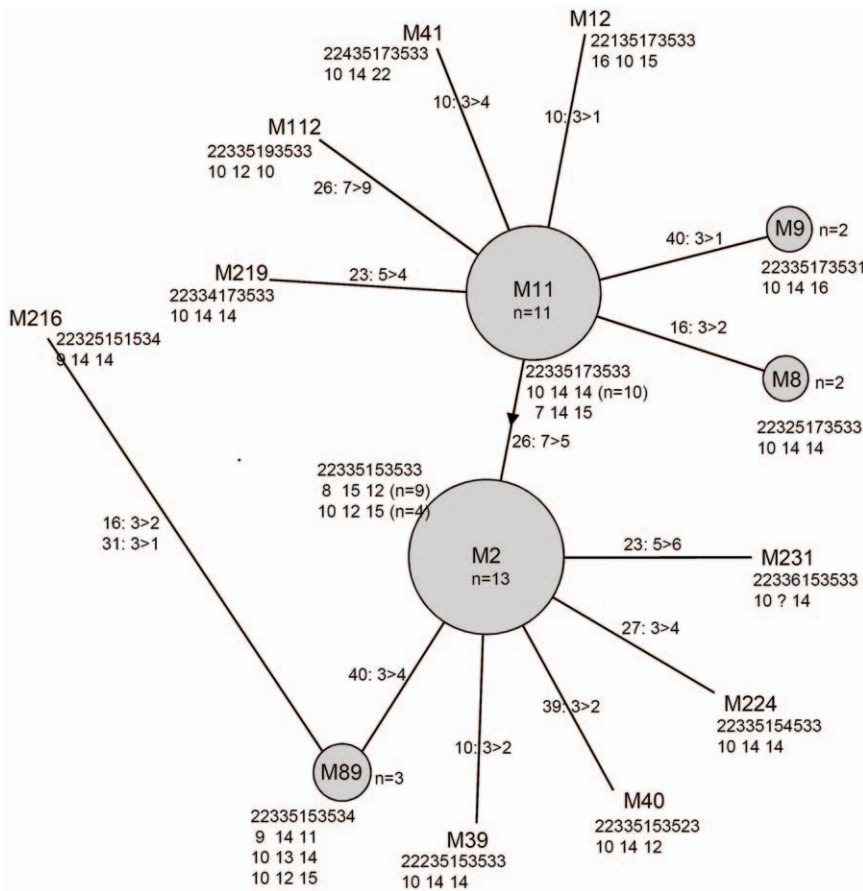 M41
22435173533
10 14 22
M12
22135173533
16 10 15
10: 3>4
10: 3>1
M112
22335193533
10 12 10
26: 7>9
M9 n=2
40: 3>1
22335173531
10 14 16
M219
22334173533
10 14 14
23: 5>4
M11
n=11
16: 3>2
M8 n=2
22325173533
10 14 14
M216
22325151534
9 14 14
22335173533
10 14 14 (n=10)
7 14 15
26: 7>5
22335153533
8 15 12 (n=9)
10 12 15 (n=4)
16: 3>2
31: 3>1
M2
n=13
23: 5>6
M231
22336153533
10 ? 14
27: 3>4
M224
22335154533
10 14 14
40: 3>4
39: 3>2
10: 3>2
M89 n=3
22335153534
9 14 11
10 13 14
10 12 15
M40
22335153523
10 14 12
M39
22235153533
10 14 14